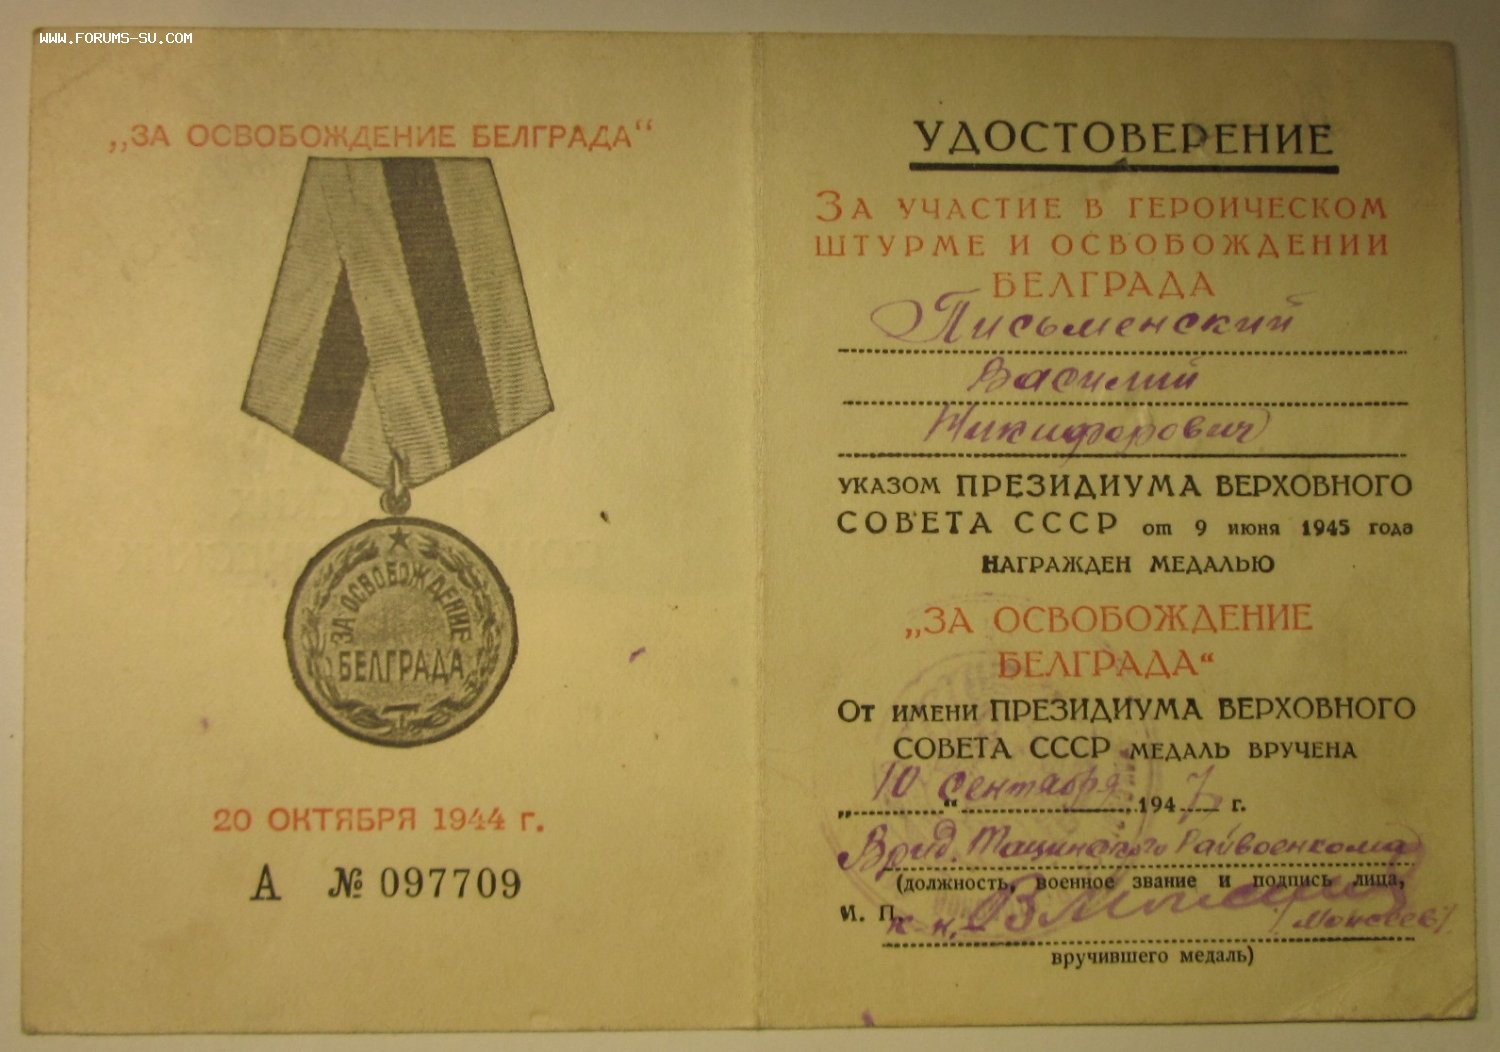 WWW.FORUMS-SU.COM
„ЗА ОСВОБОЖДЕНИЕ БЕЛГРАДА“
ЗА ОСВОБОЖДЕНИЕ
БЕЛГРАДА
20 ОКТЯБРЯ 1944 г.
А № 097709
УДОСТОВЕРЕНИЕ
ЗА УЧАСТИЕ В ГЕРОИЧЕСКОМ
ШТУРМЕ И ОСВОБОЖДЕНИИ
БЕЛГРАДА
Письменский
Василий
Никифорович
УКАЗОМ ПРЕЗИДИУМА ВЕРХОВНОГО
СОВЕТА СССР от 9 июня 1945 года
НАГРАЖДЕН МЕДАЛЬЮ
„ЗА ОСВОБОЖДЕНИЕ
БЕЛГРАДА“
ОТ ИМЕНИ ПРЕЗИДИУМА ВЕРХОВНОГО
СОВЕТА СССР МЕДАЛЬ ВРУЧЕНА
„10“ сентября 1947 г.
Врид. Тацинского Райвоенкома
(должность, военное звание и подпись лица,
М. П. к-н.
вручившего медаль)